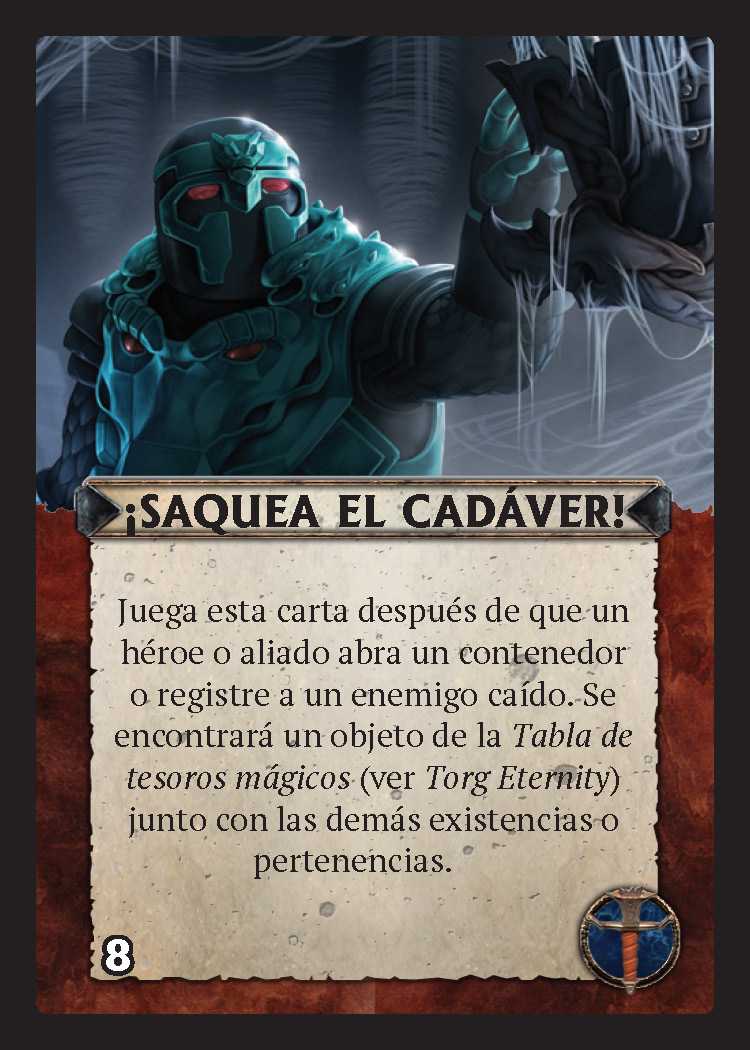 ¡SAQUEA EL CADÁVER!
Juega esta carta después de que un
héroe o aliado abra un contenedor
o registre a un enemigo caído. Se
encontrará un objeto de la Tabla de
tesoros mágicos (ver Torg Eternity)
junto con las demás existencias o
pertenencias.
8